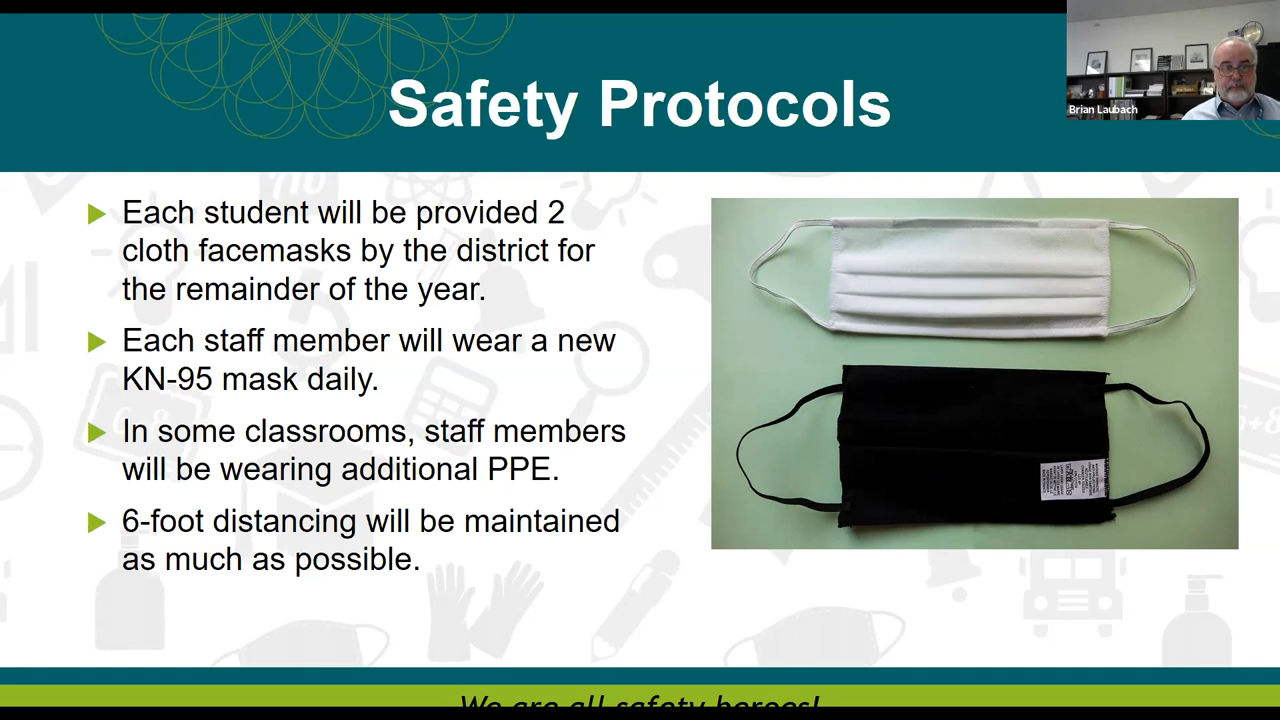 Safety Protocols
Brian Laubach
Each student will be provided 2
cloth facemasks by the district for
the remainder of the year.
Each staff member will wear a new
KN-95 mask daily.
In some classrooms, staff members
will be wearing additional PPE.
6-foot distancing will be maintained
as much as possible.
We are all safety heroes!